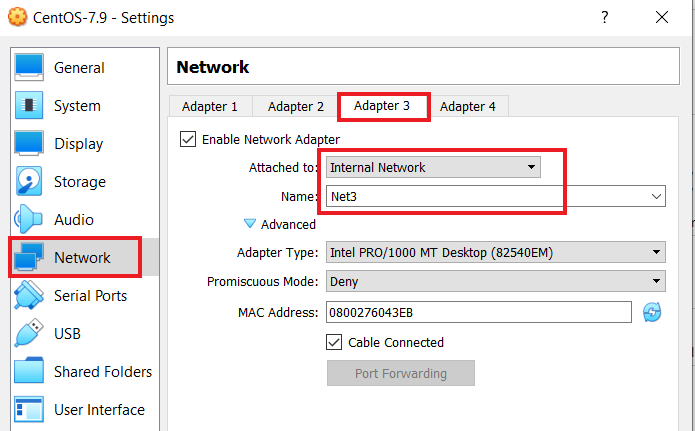 CentOS-7.9 - Settings
?
General
System
Display
Storage
Audio
Network
Serial Ports
USB
Shared Folders
User Interface
Network
Adapter 1 Adapter 2 Adapter 3 Adapter 4
Enable Network Adapter
Attached to: Internal Network
Name: Net3
Advanced
Adapter Type: Intel PRO/1000 MT Desktop (82540EM)
Promiscuous Mode: Deny
MAC Address: 0800276043EB
Cable Connected
Port Forwarding